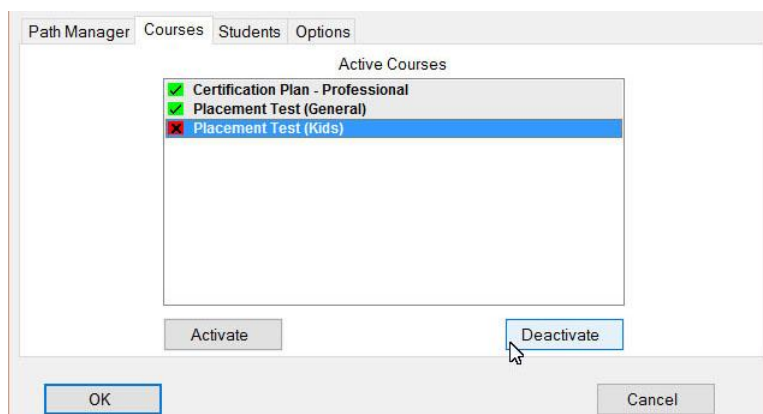 Path Manager Courses Students Options
Active Courses
Certification Plan - Professional
Placement Test (General)
Placement Test (Kids)
Activate Deactivate
OK Cancel